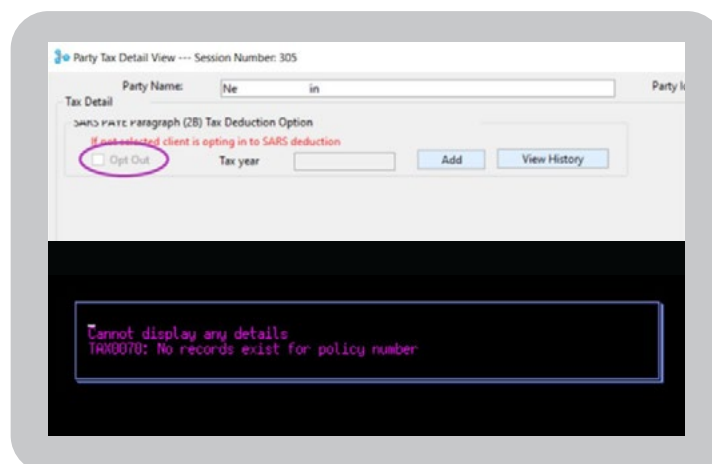 Party Tax Detail View --- Session Number: 305
Party Name: Ne in Party
Tax Detail
SARS PAYE Paragraph (2B) Tax Deduction Option
If not selected client is opting in to SARS deduction
Opt Out Tax year Add View History
Cannot display any details
TAX0070: No records exist for policy number